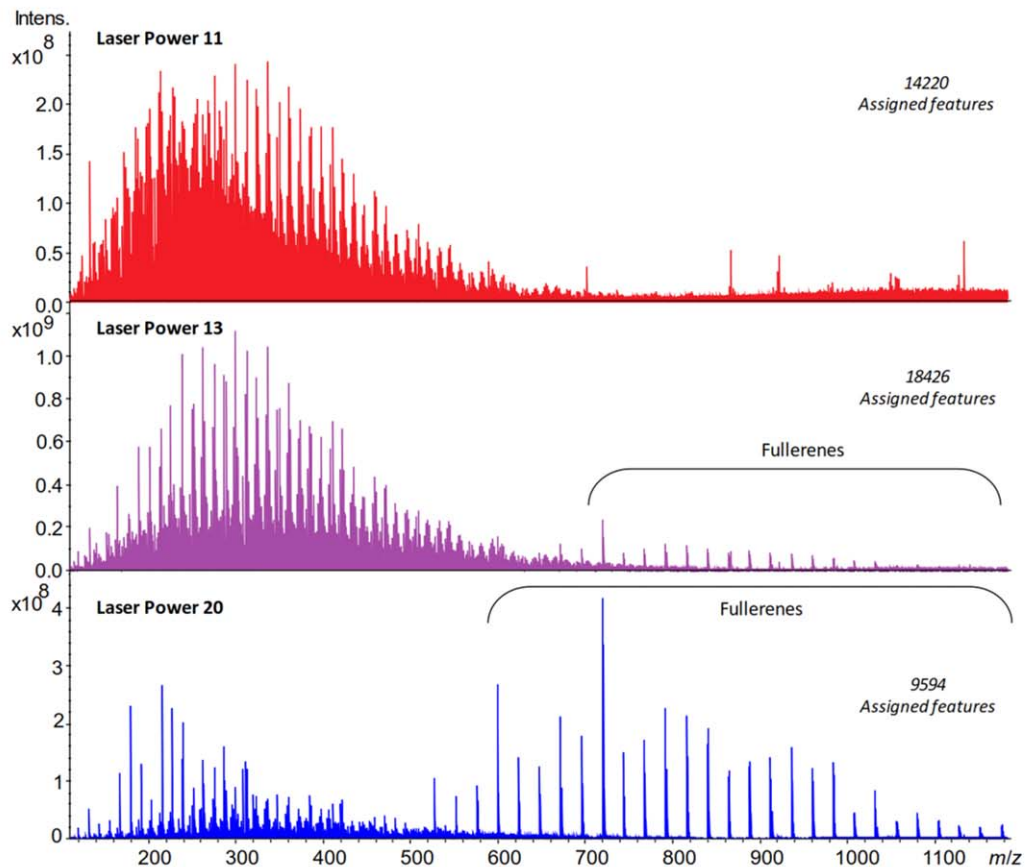 Intens.
x10^8
Laser Power 11
14220
Assigned features
2.0
1.5
1.0
0.5
0.0
x10^9
Laser Power 13
18426
Assigned features
1.0
0.8
0.6
0.4
0.2
0.0
Fullerenes
x10^8
Laser Power 20
Fullerenes
9594
Assigned features
4
3
2
1
0
200 300 400 500 600 700 800 900 1000 1100 m/z